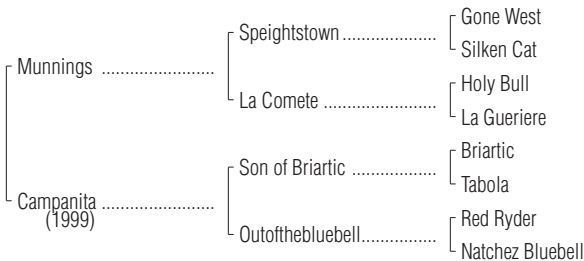 Gone West
Speightstown
Silken Cat
Munnings
Holy Bull
La Comete
La Gueriere
Briartic
Son of Briartic
Tabola
Campanita
(1999)
Red Ryder
Outofthebluebell
Natchez Bluebell